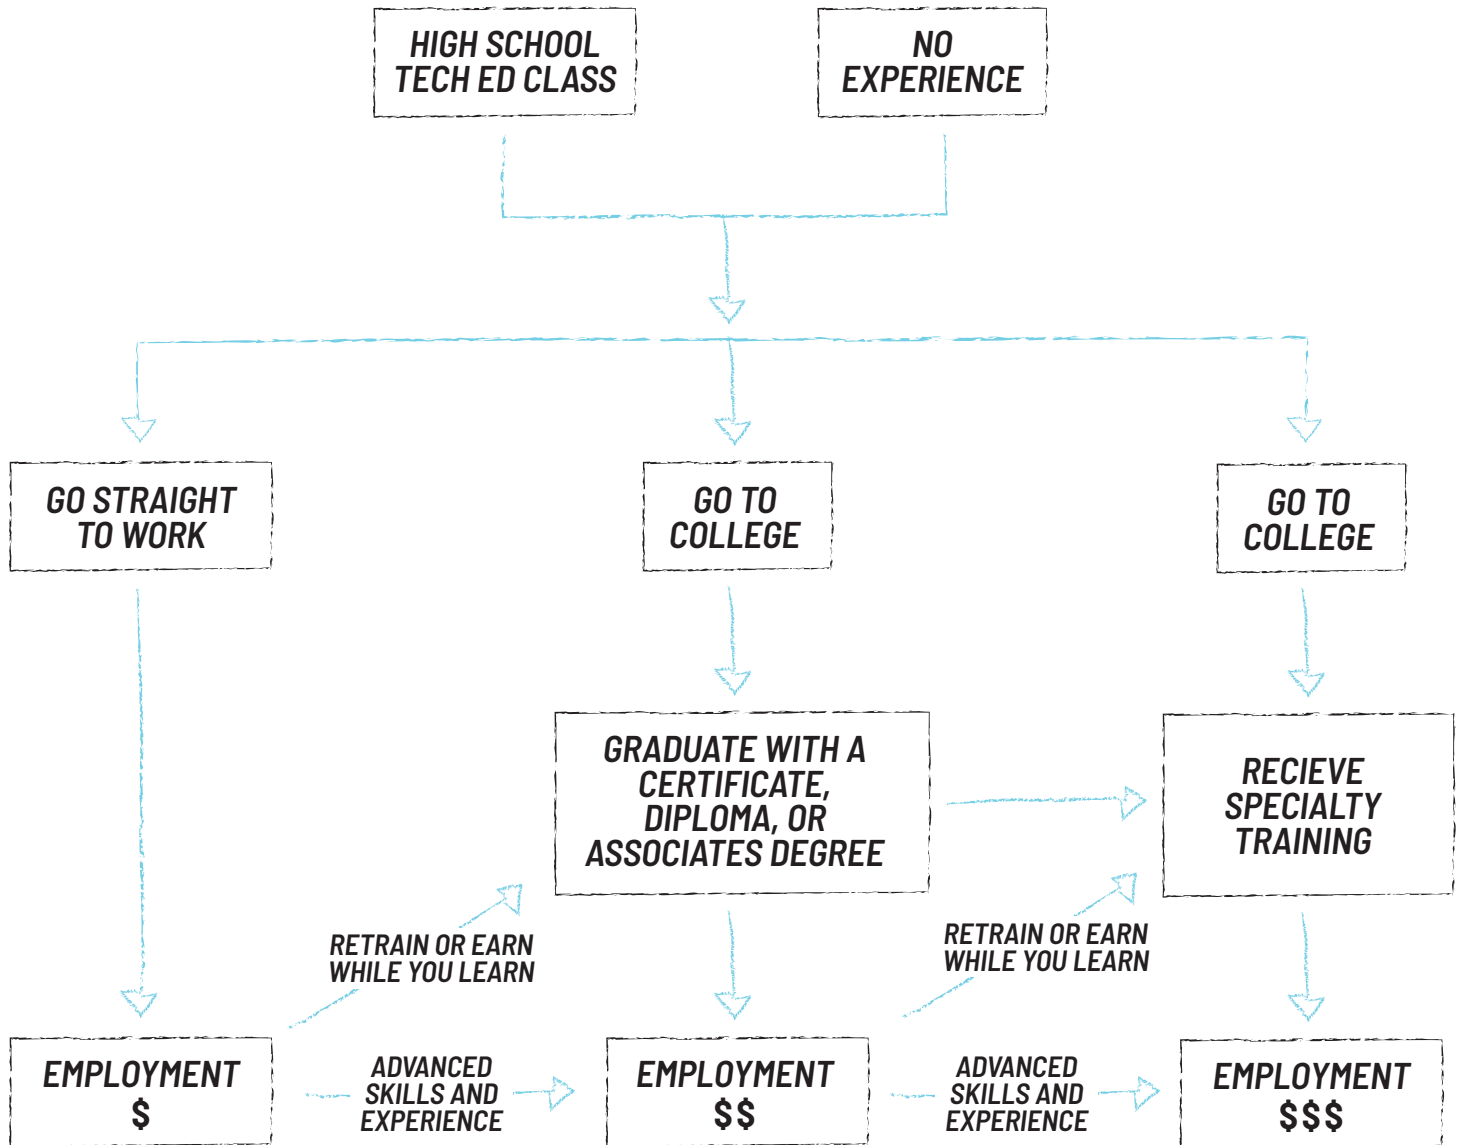 HIGH SCHOOL
TECH ED CLASS
NO
EXPERIENCE
GO STRAIGHT
TO WORK
GO TO
COLLEGE
GO TO
COLLEGE
GRADUATE WITH A
CERTIFICATE,
DIPLOMA, OR
ASSOCIATES DEGREE
RECIEVE
SPECIALTY
TRAINING
RETRAIN OR EARN
WHILE YOU LEARN
RETRAIN OR EARN
WHILE YOU LEARN
EMPLOYMENT
$
ADVANCED
SKILLS AND
EXPERIENCE
EMPLOYMENT
$$
ADVANCED
SKILLS AND
EXPERIENCE
EMPLOYMENT
$$$